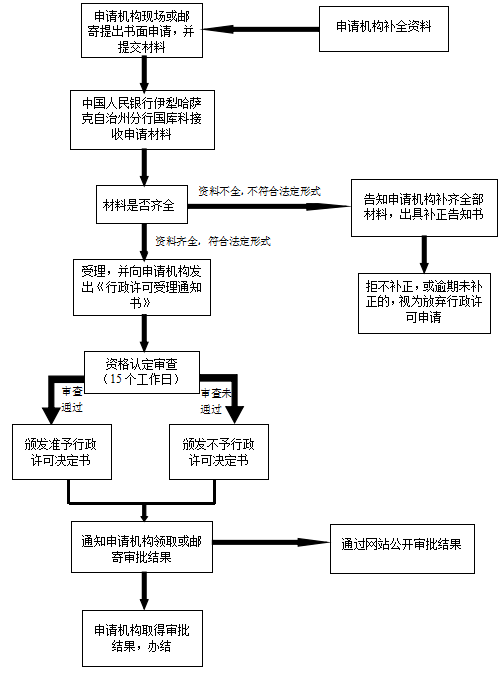 申请机构现场或邮
寄提出书面申请，并
提交材料
申请机构补全资料
中国人民银行伊犁哈萨
克自治州分行国库科接
收申请材料
材料是否齐全
资料不全，不符合法定形式
告知申请机构补齐全部
材料，出具补正告知书
资料齐全，符合法定形式
受理，并向申请机构发
出《行政许可受理通知
书》
拒不补正，或逾期未补
正的，视为放弃行政许
可申请
资格认定审查
（15个工作日）
审查
通过
审查未
通过
颁发准予行政
许可决定书
颁发不予行政
许可决定书
通知申请机构领取或邮
寄审批结果
通过网站公开审批结果
申请机构取得审批
结果，办结